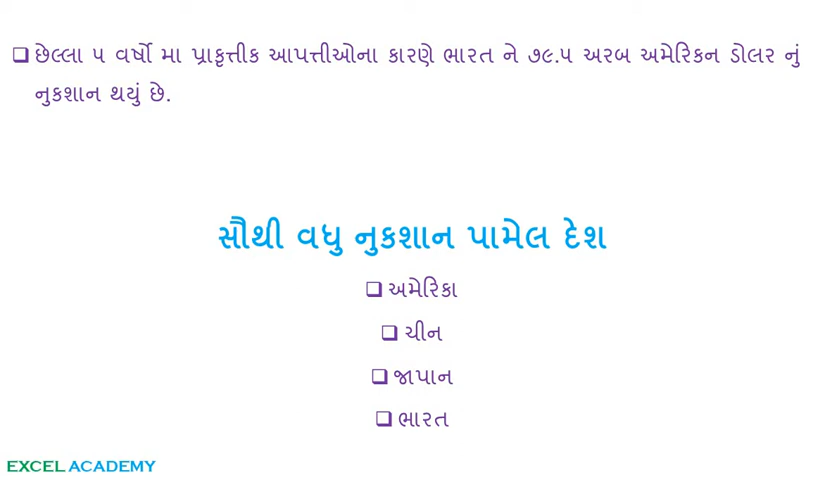 ❑ છેલ્લા ૫ વર્ષો મા પ્રાકૃત્તીક આપત્તીઓના કારણે ભારત ને ૭૯.૫ અરબ અમેરિકન ડોલર નું
નુકશાન થયું છે.
સૌથી વધુ નુકશાન પામેલ દેશ
❑ અમેરિકા
❑ ચીન
❑ જાપાન
❑ ભારત
EXCEL ACADEMY